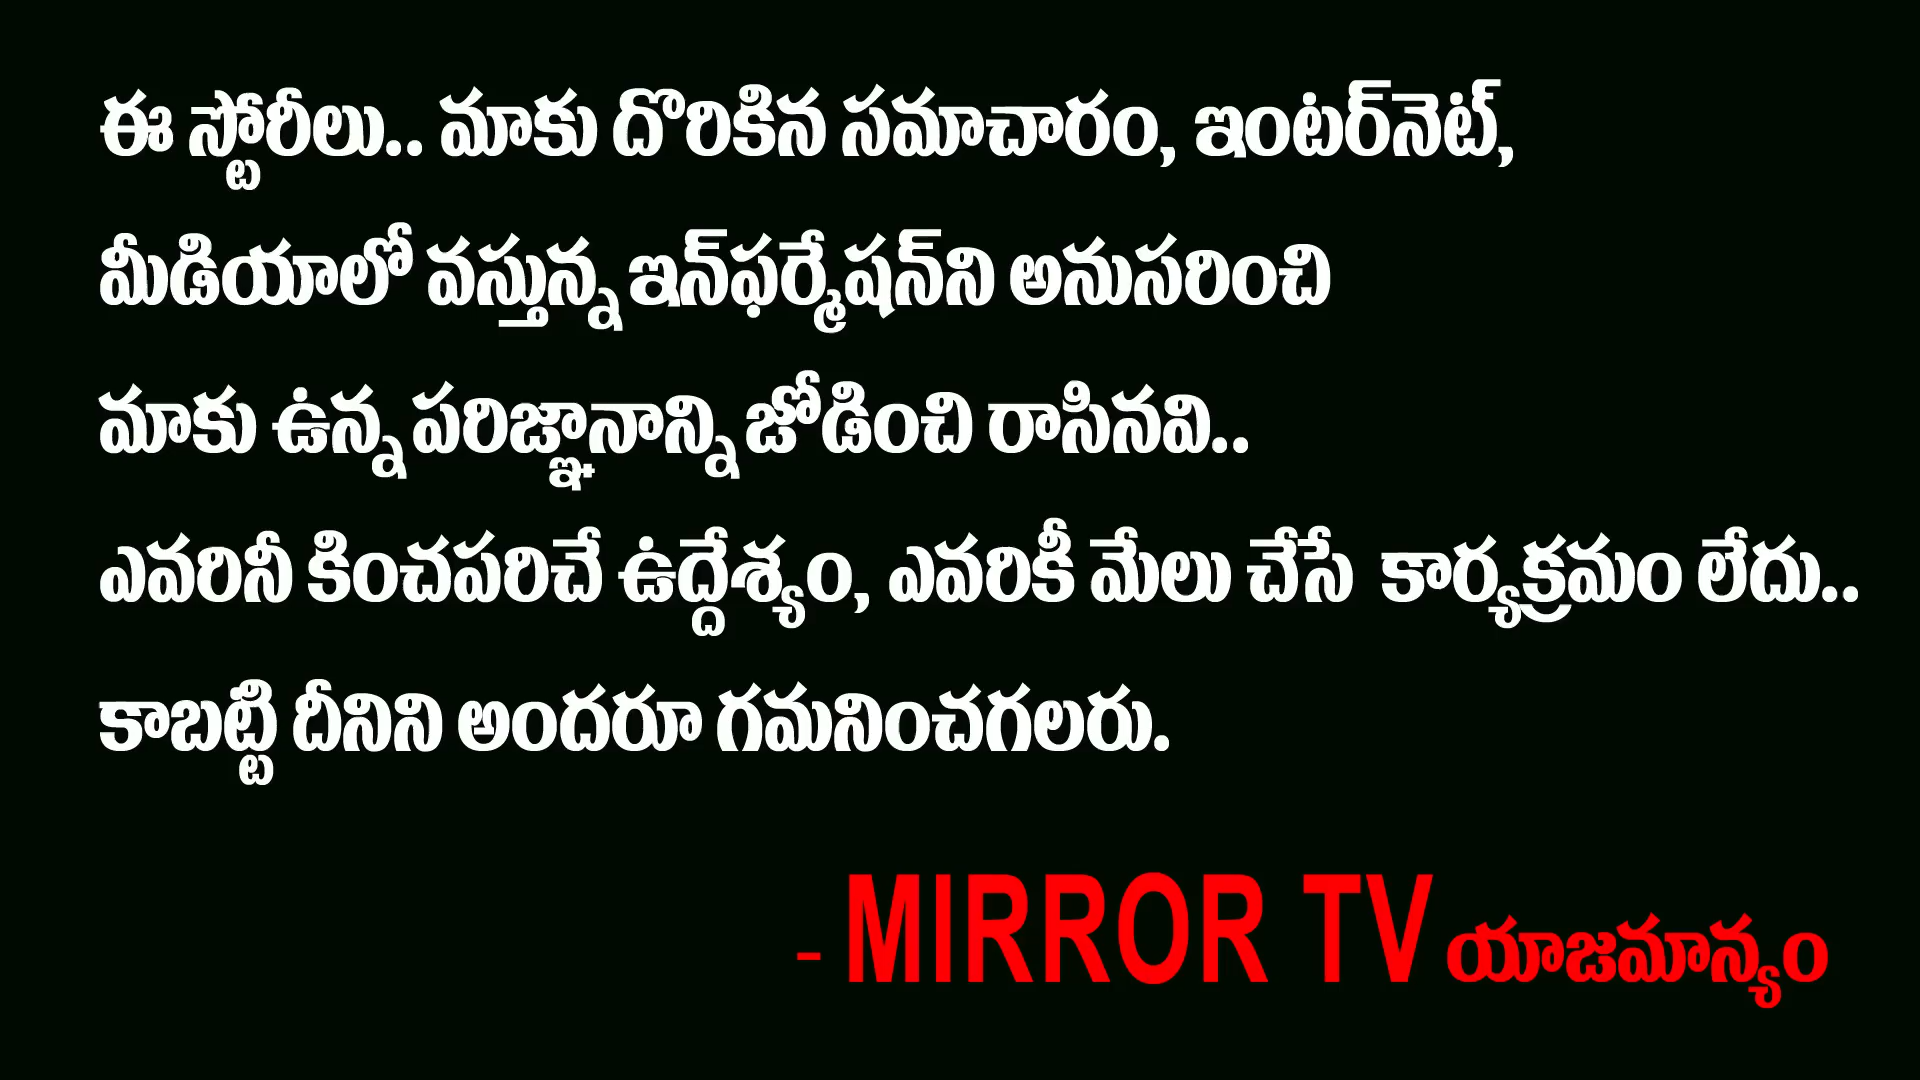 ఈ స్టోరీలు.. మాకు దొరికిన సమాచారం, ఇంటర్‌నెట్,
మీడియాలో వస్తున్న ఇన్‌ఫర్మేషన్‌ని అనుసరించి
మాకు ఉన్న పరిజ్ఞానాన్ని జోడించి రాసినవి..
ఎవరినీ కించపరిచే ఉద్దేశ్యం, ఎవరికీ మేలు చేసే కార్యక్రమం లేదు..
కాబట్టి దీనిని అందరూ గమనించగలరు.
- MIRROR TV యాజమాన్యం